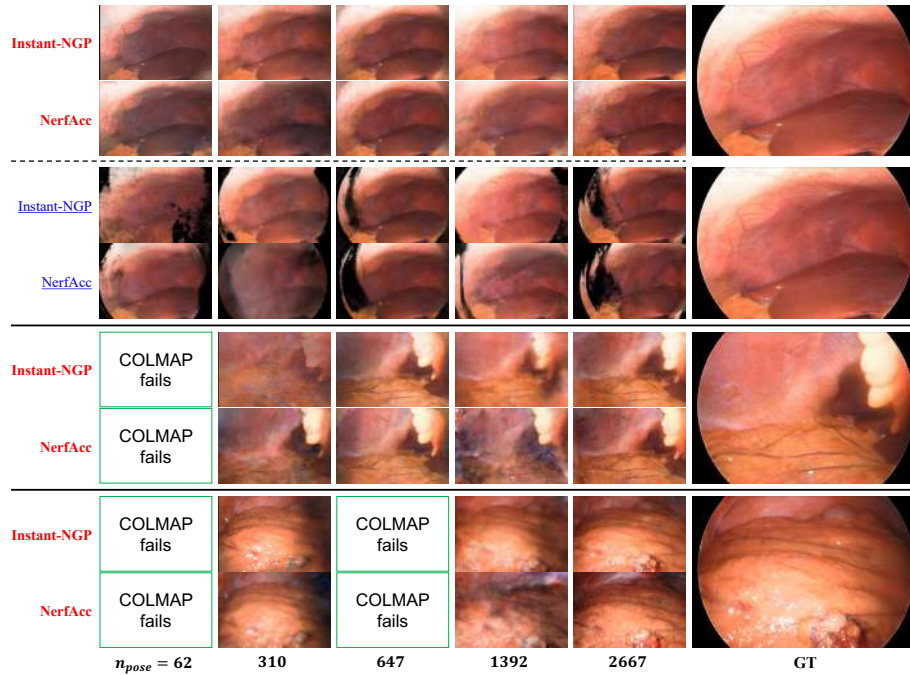 Instant-NGP
NerfAcc
Instant-NGP
NerfAcc
Instant-NGP
COLMAP
fails
NerfAcc
COLMAP
fails
Instant-NGP
COLMAP
fails
COLMAP
fails
NerfAcc
COLMAP
fails
COLMAP
fails
n_pose = 62 310 647 1392 2667 GT